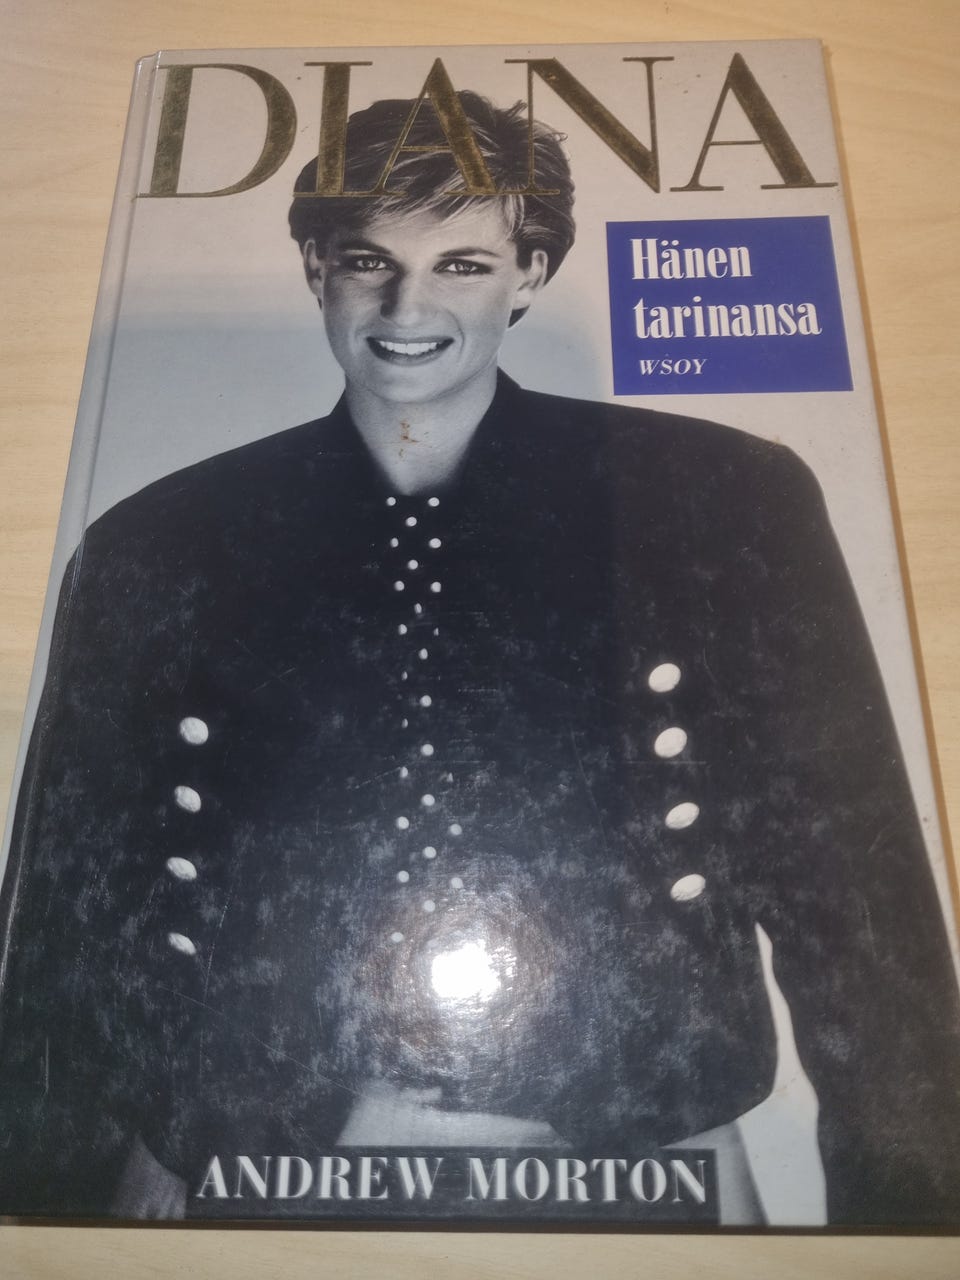 DIANA
Hänen
tarinansa
WSOY
ANDREW MORTON